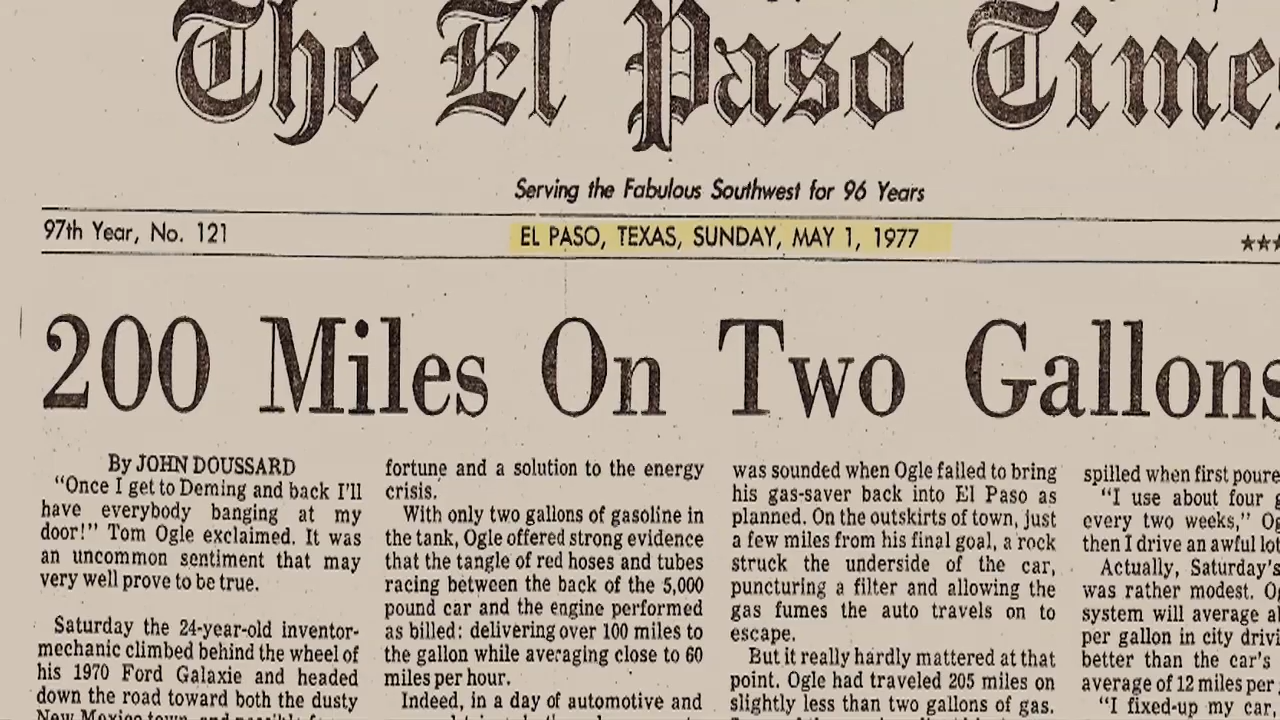 The El Paso Time
Serving the Fabulous Southwest for 96 Years
97th Year, No. 121
EL PASO, TEXAS, SUNDAY, MAY 1, 1977
★★★
200 Miles On Two Gallons
By JOHN DOUSSARD
"Once I get to Deming and back I'll
have everybody banging at my
door!" Tom Ogle exclaimed. It was
an uncommon sentiment that may
very well prove to be true.
Saturday the 24-year-old inventor-
mechanic climbed behind the wheel of
his 1970 Ford Galaxie and headed
down the road toward both the dusty
New Mexico town, and
fortune and a solution to the energy
crisis.
With only two gallons of gasoline in
the tank, Ogle offered strong evidence
that the tangle of red hoses and tubes
racing between the back of the 5,000
pound car and the engine performed
as billed: delivering over 100 miles to
the gallon while averaging close to 60
miles per hour.
Indeed, in a day of automotive and
was sounded when Ogle failed to bring
his gas-saver back into El Paso as
planned. On the outskirts of town, just
a few miles from his final goal, a rock
struck the underside of the car,
puncturing a filter and allowing the
gas fumes the auto travels on to
escape.
But it really hardly mattered at that
point. Ogle had traveled 205 miles on
slightly less than two gallons of gas.
spilled when first poure
"I use about four g
every two weeks," Og
then I drive an awful lot
Actually, Saturday's
was rather modest. Og
system will average a
per gallon in city drivi
better than the car's
average of 12 miles per
"I fixed-up my car,